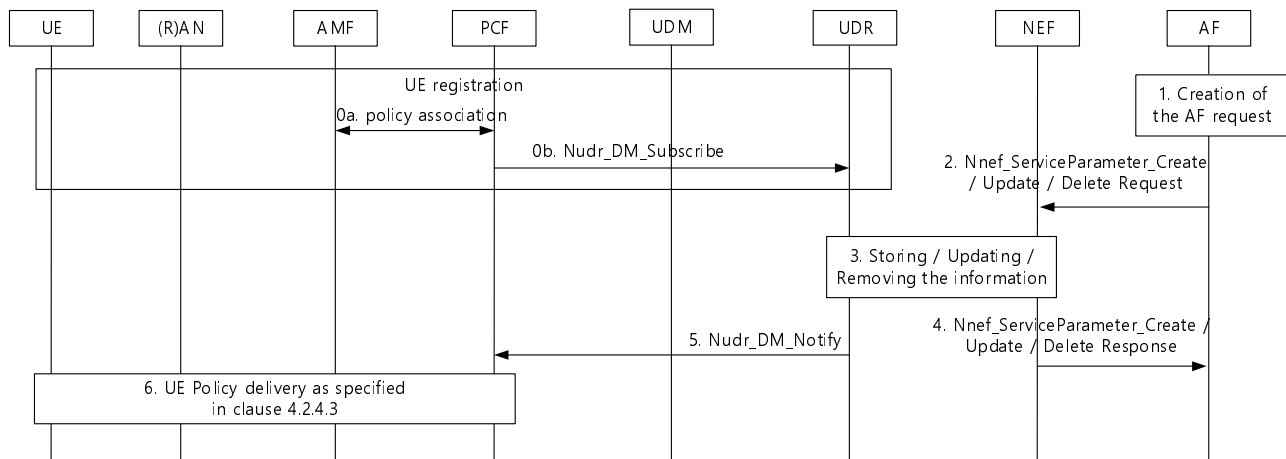 UE
(R)AN
AMF
PCF
UDM
UDR
NEF
AF
UE registration
0a. policy association
0b. Nudr_DM_Subscribe
1. Creation of
the AF request
2. Nnef_ServiceParameter_Create
/ Update / Delete Request
3. Storing / Updating /
Removing the information
4. Nnef_ServiceParameter_Create /
Update / Delete Response
5. Nudr_DM_Notify
6. UE Policy delivery as specified
in clause 4.2.4.3